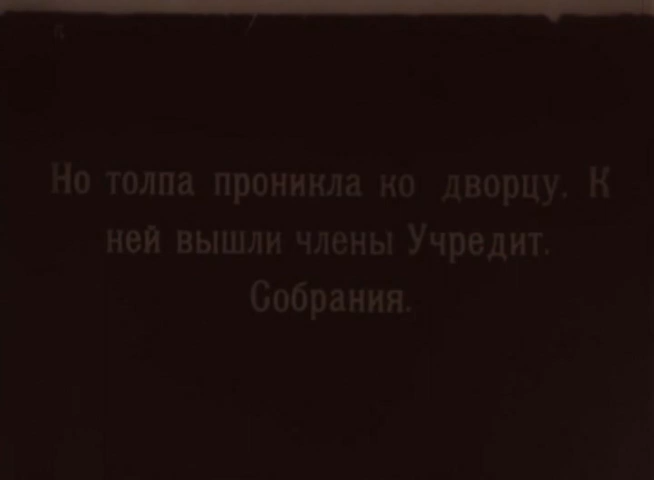 Но толпа проникла ко дворцу. К
ней вышли члены Учредит.
Собрания.